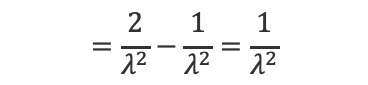 = 2/λ² − 1/λ² = 1/λ²